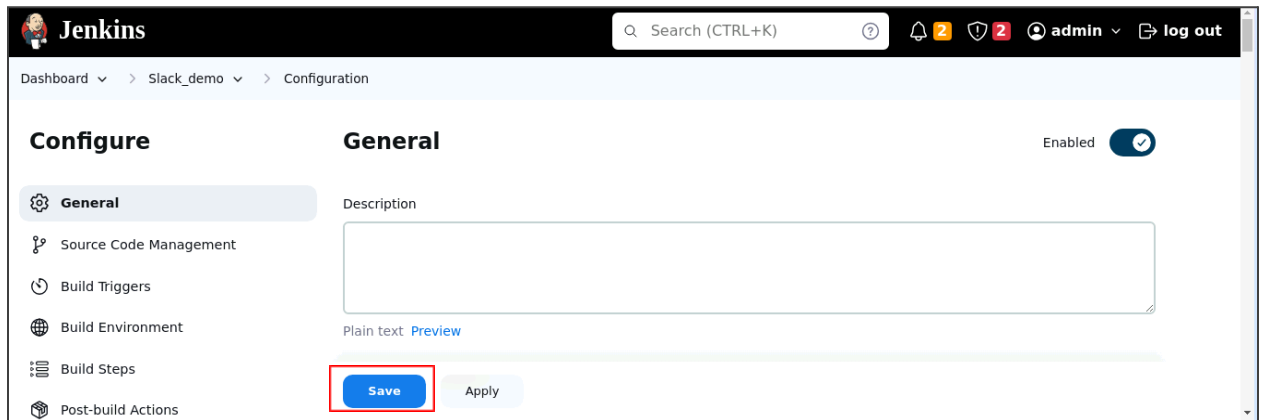 Jenkins
Search (CTRL+K)
2
2
admin
log out
Dashboard > Slack_demo > Configuration
Configure
General
Source Code Management
Build Triggers
Build Environment
Build Steps
Post-build Actions
General
Enabled
Description
Plain text Preview
Save
Apply